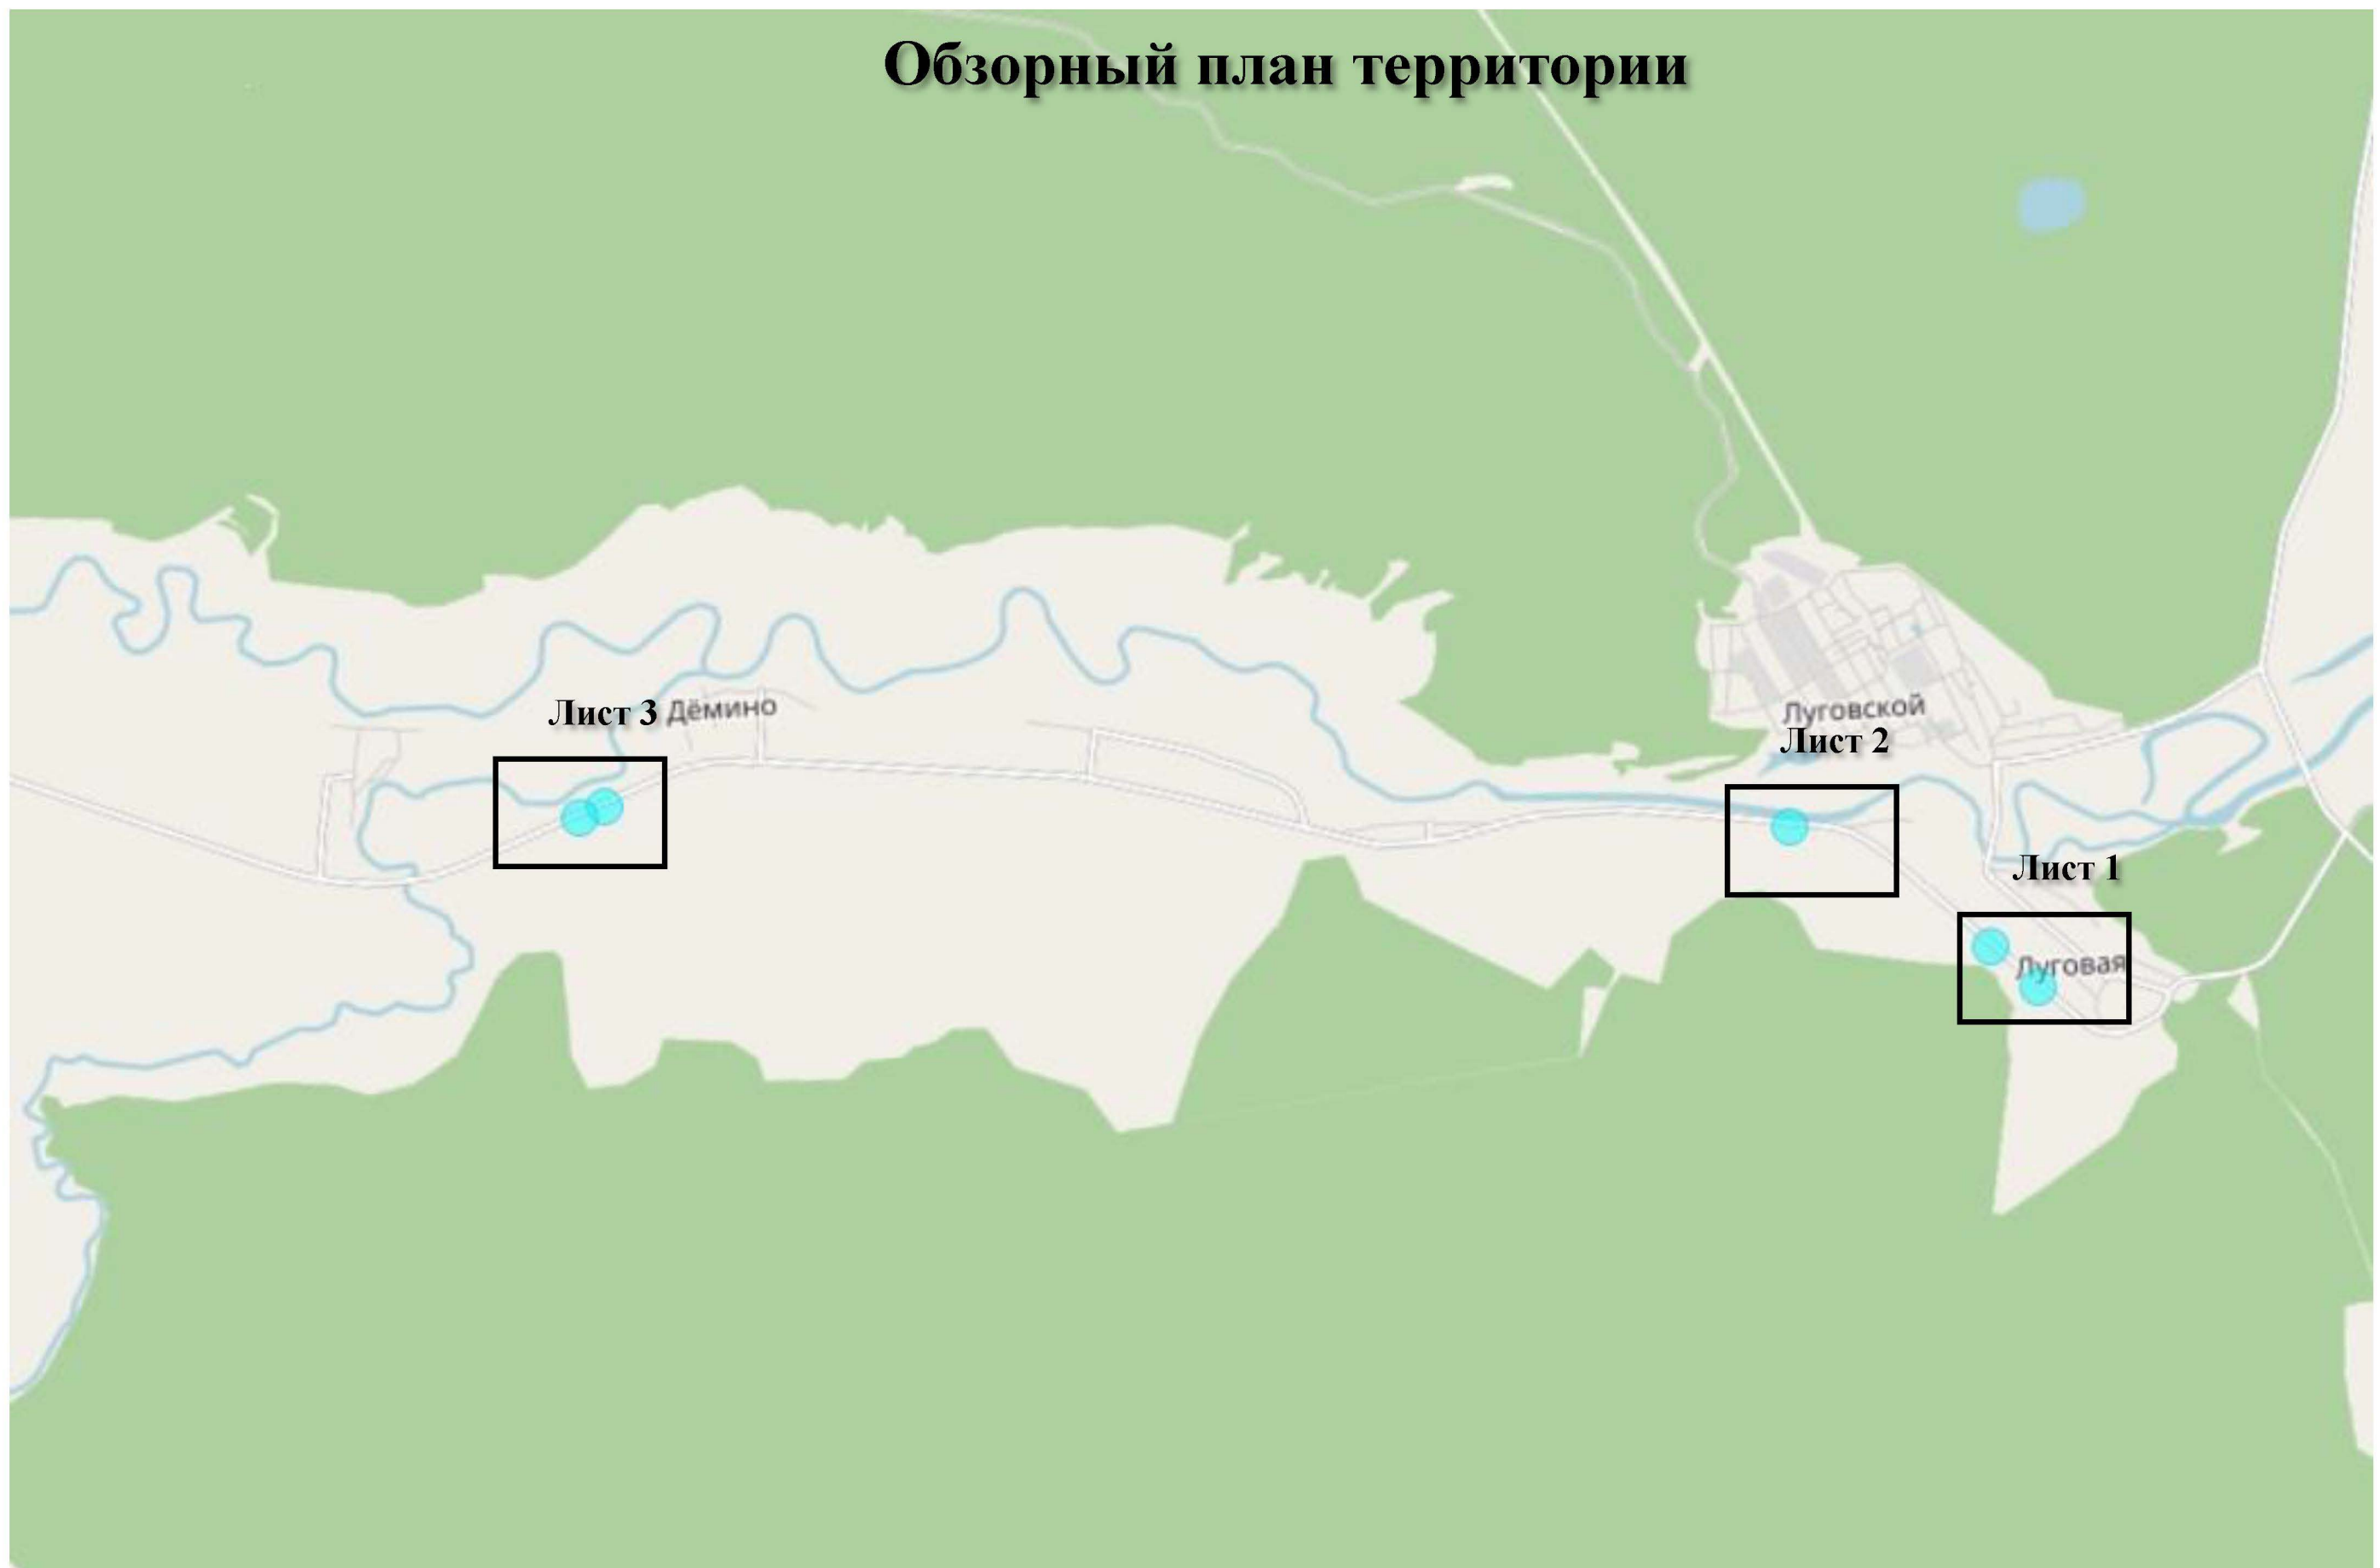 Обзорный план территории
Лист 3 Дёмино
Луговской
Лист 2
Лист 1
Луговая